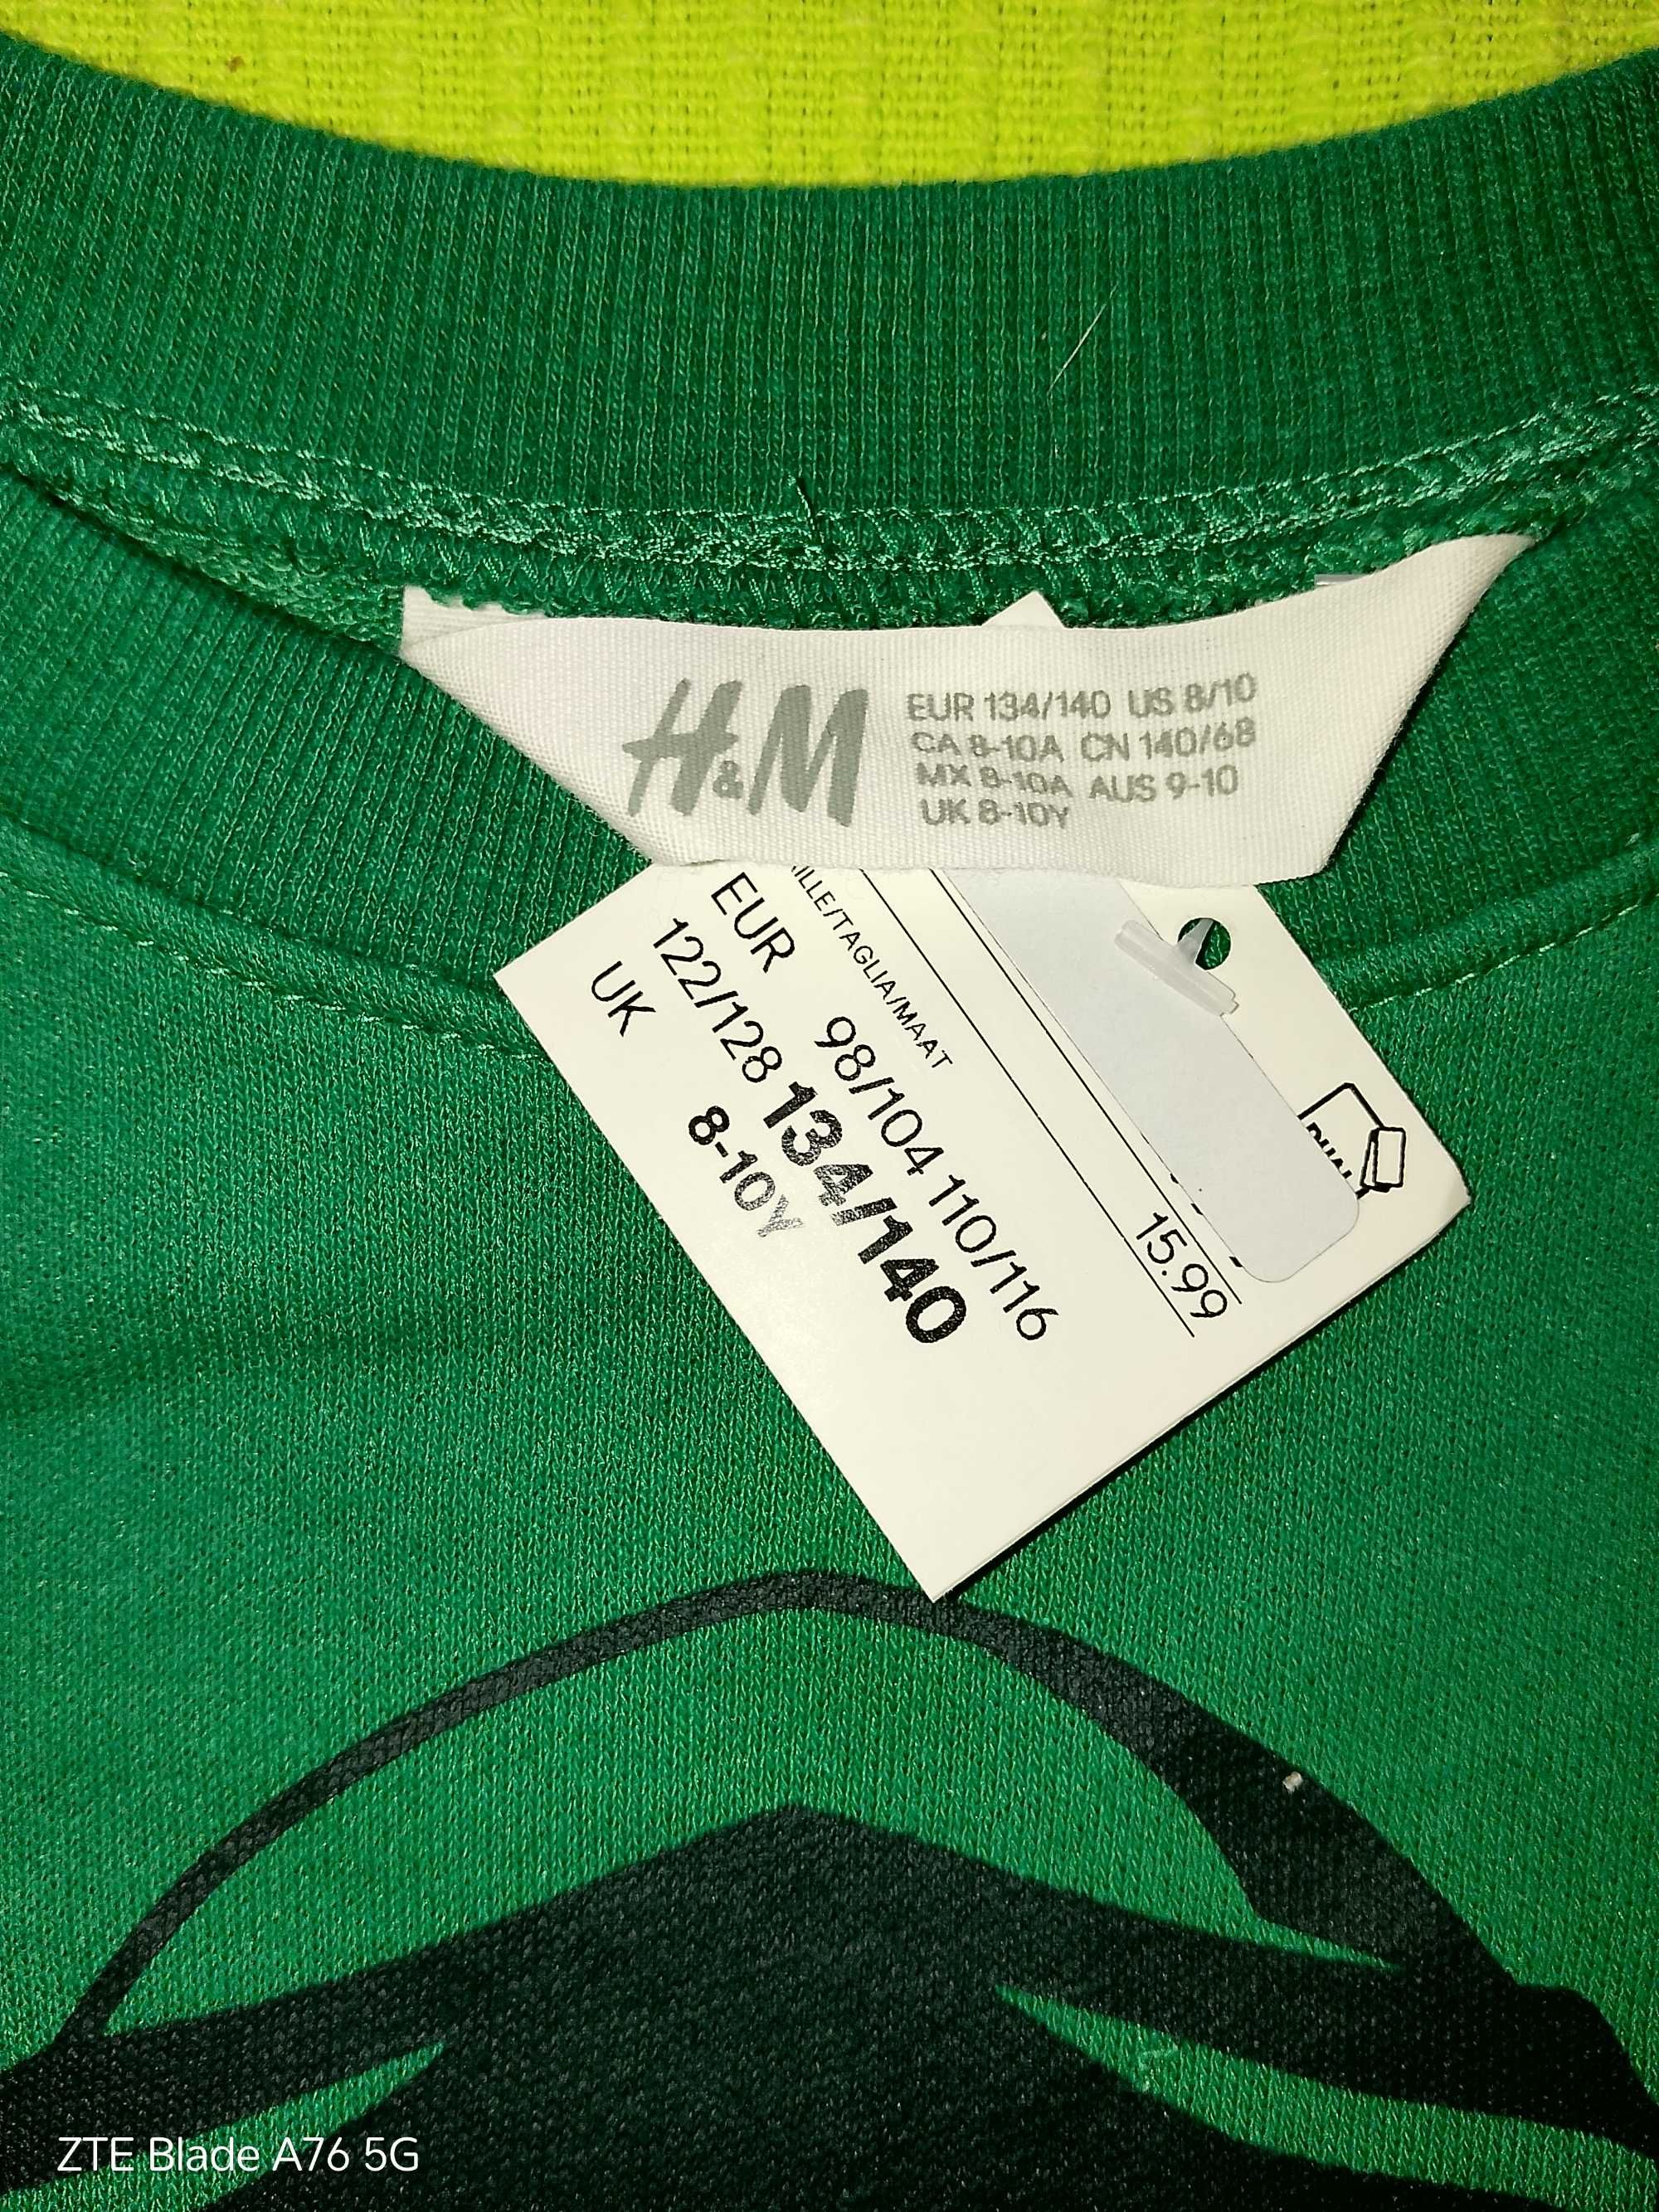 H&M
EUR 134/140 US 8/10
CA 8-10A CN 140/68
MX 8-10A AUS 9-10
UK 8-10Y
15.99
AILLE/TAGLIA/MAAT
EUR 98/104 110/116
122/128 134/140
UK 8-10Y
ZTE Blade A76 5G